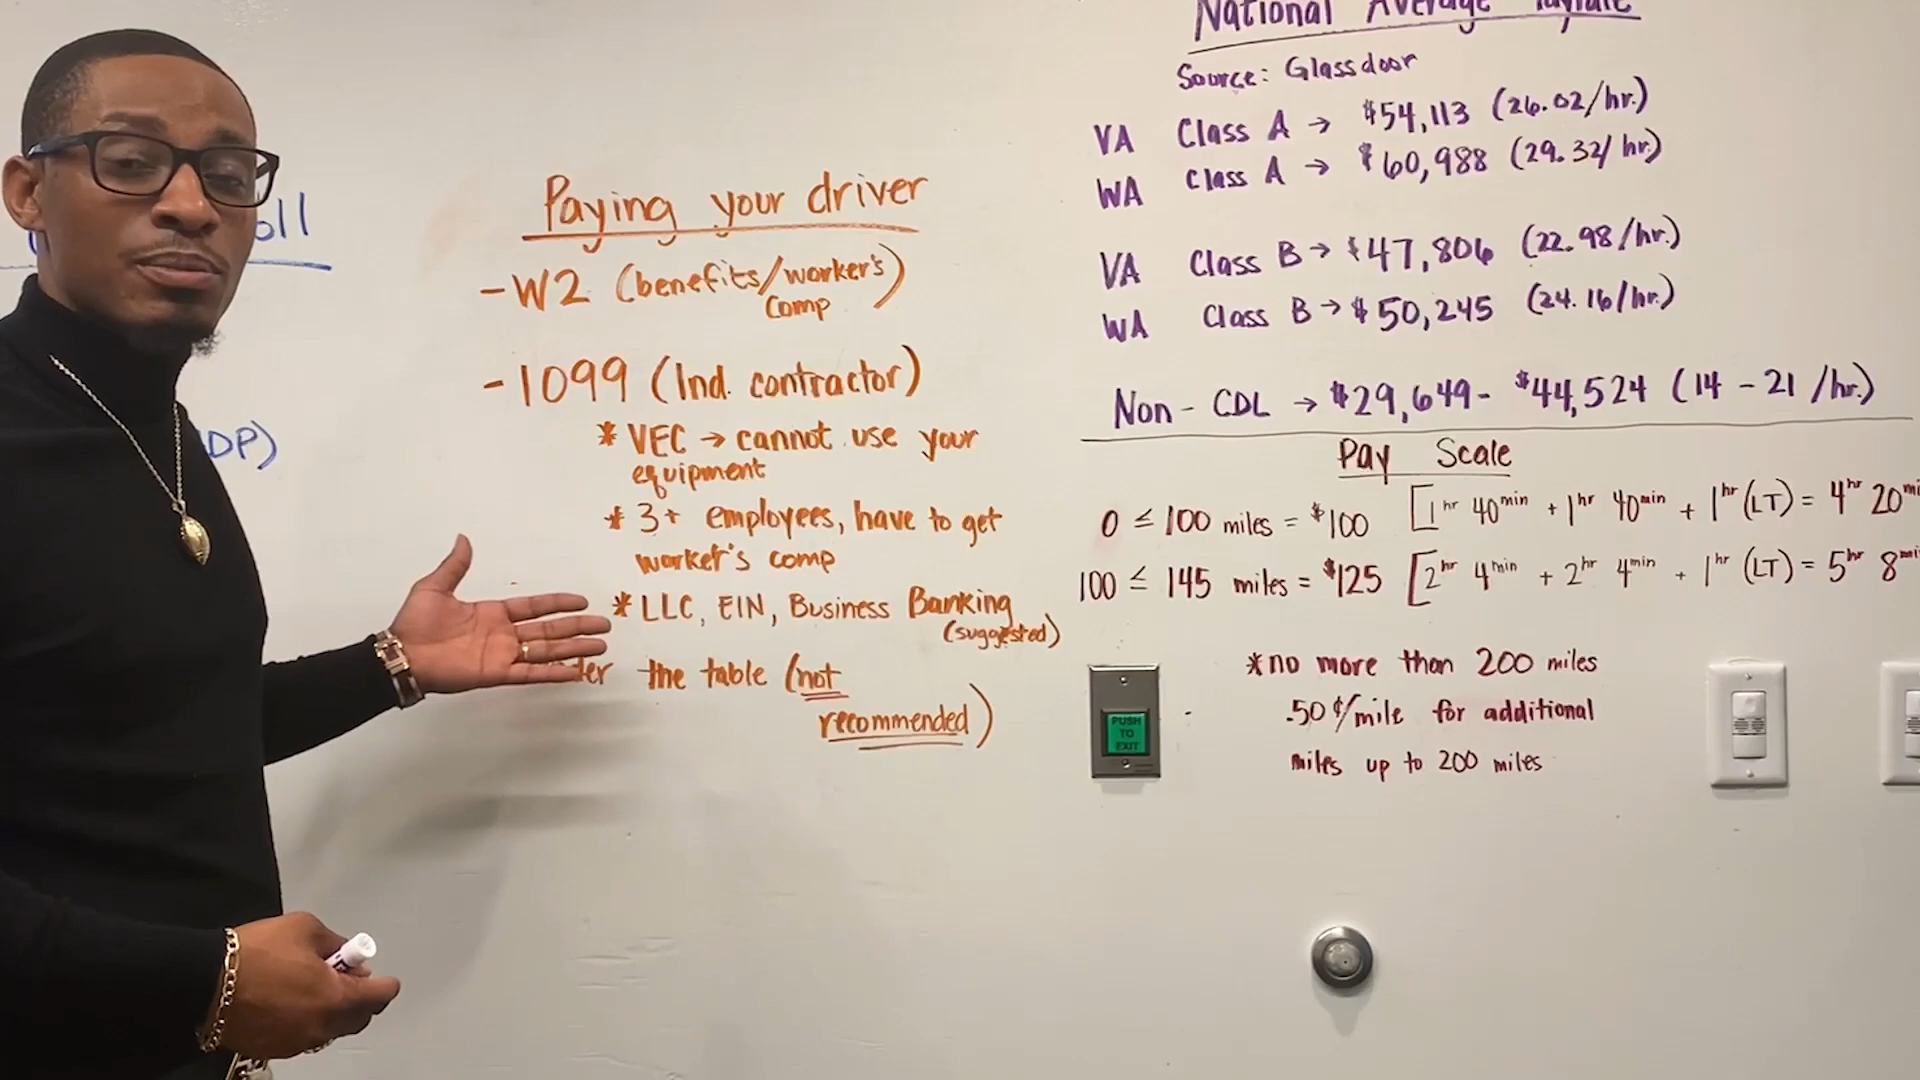 oll
DP)
Paying your driver
- W2 (benefits/worker's
comp)
- 1099 (Ind. contractor)
* VEC → cannot use your
equipment
* 3+ employees, have to get
worker's comp
* LLC, EIN, Business Banking
(suggested)
the table (not
recommended)
National Average
Source: Glassdoor
VA Class A → $54,113 (26.02/hr.)
WA Class A → $60,988 (29.32/hr.)
VA Class B → $47,806 (22.98/hr.)
WA Class B → $50,245 (24.16/hr.)
Non-CDL → $29,649- $44,524 (14 - 21 /hr.)
Pay Scale
0 ≤ 100 miles = $100 [1hr 40min + 1hr 40min + 1hr (LT) = 4hr 20mi
100 ≤ 145 miles = $125 [2hr 4min + 2hr 4min + 1hr (LT) = 5hr 8mi
*no more than 200 miles
.50¢/mile for additional
miles up to 200 miles
PUSH
TO
EXIT